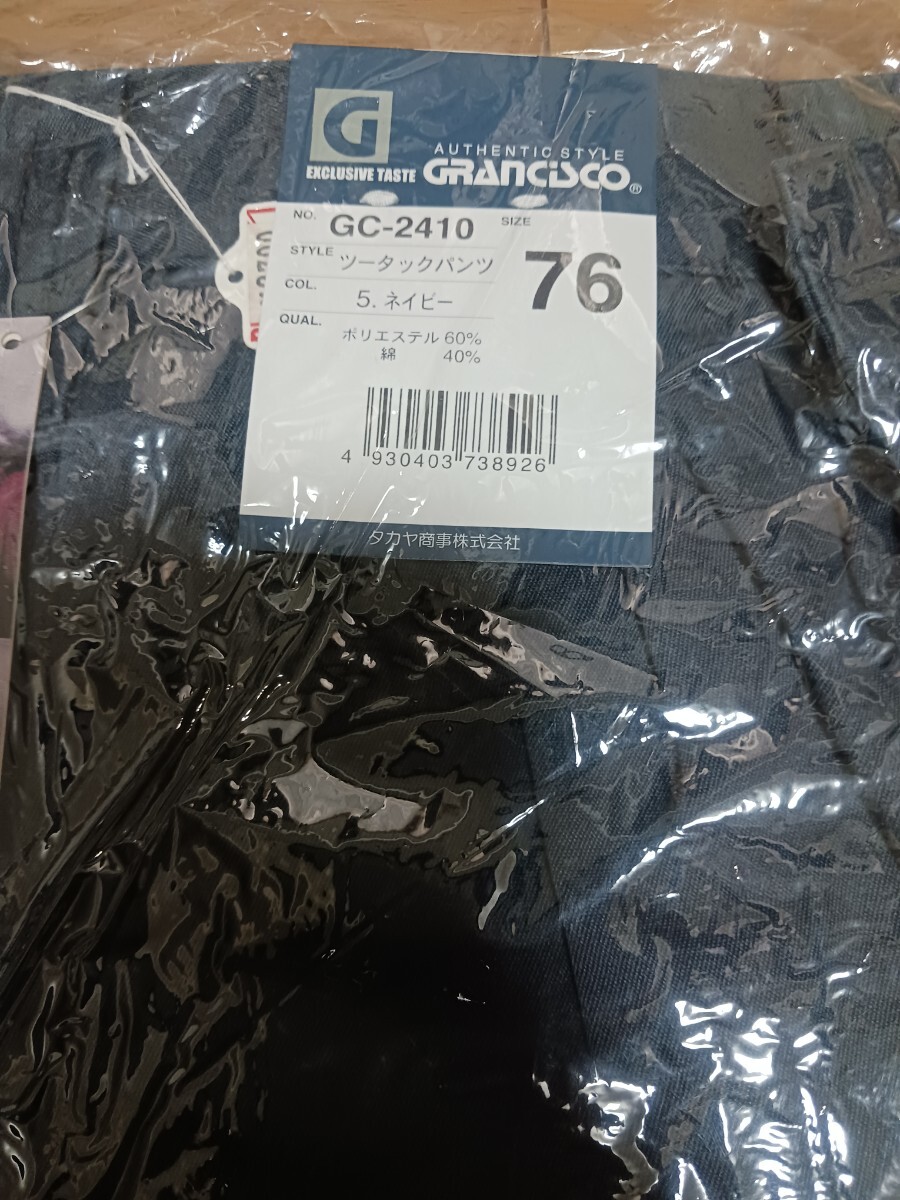 G
EXCLUSIVE TASTE
AUTHENTIC STYLE
GRANCISCO®
NO. GC-2410
SIZE 76
STYLE ツータックパンツ
COL. 5. ネイビー
QUAL. ポリエステル 60%
綿 40%
4 930403 738926
タカヤ商事株式会社